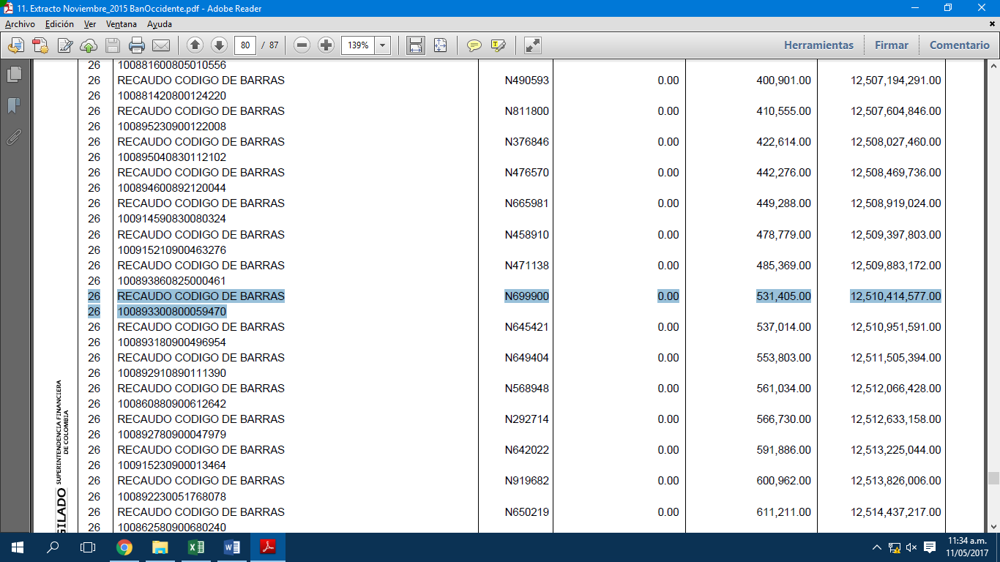 11. Extracto Noviembre_2015 BanOccidente.pdf - Adobe Reader
Archivo Edición Ver Ventana Ayuda
80 / 87 139% Herramientas Firmar Comentario
26 100881600805010556
26 RECAUDO CODIGO DE BARRAS N490593 0.00 400,901.00 12,507,194,291.00
26 100881420800124220
26 RECAUDO CODIGO DE BARRAS N811800 0.00 410,555.00 12,507,604,846.00
26 100895230900122008
26 RECAUDO CODIGO DE BARRAS N376846 0.00 422,614.00 12,508,027,460.00
26 100895040830112102
26 RECAUDO CODIGO DE BARRAS N476570 0.00 442,276.00 12,508,469,736.00
26 100894600892120044
26 RECAUDO CODIGO DE BARRAS N665981 0.00 449,288.00 12,508,919,024.00
26 100914590830080324
26 RECAUDO CODIGO DE BARRAS N458910 0.00 478,779.00 12,509,397,803.00
26 100915210900463276
26 RECAUDO CODIGO DE BARRAS N471138 0.00 485,369.00 12,509,883,172.00
26 100893860825000461
26 RECAUDO CODIGO DE BARRAS N699900 0.00 531,405.00 12,510,414,577.00
26 100893300800059470
26 RECAUDO CODIGO DE BARRAS N645421 0.00 537,014.00 12,510,951,591.00
26 100893180900496954
26 RECAUDO CODIGO DE BARRAS N649404 0.00 553,803.00 12,511,505,394.00
26 100892910890111390
26 RECAUDO CODIGO DE BARRAS N568948 0.00 561,034.00 12,512,066,428.00
26 100860880900612642
26 RECAUDO CODIGO DE BARRAS N292714 0.00 566,730.00 12,512,633,158.00
26 100892780900047979
26 RECAUDO CODIGO DE BARRAS N642022 0.00 591,886.00 12,513,225,044.00
26 100915230900013464
26 RECAUDO CODIGO DE BARRAS N919682 0.00 600,962.00 12,513,826,006.00
26 100892230051768078
26 RECAUDO CODIGO DE BARRAS N650219 0.00 611,211.00 12,514,437,217.00
26 100862580900680240
GILADO
SUPERINTENDENCIA FINANCIERA
DE COLOMBIA
11:34 a.m.
11/05/2017